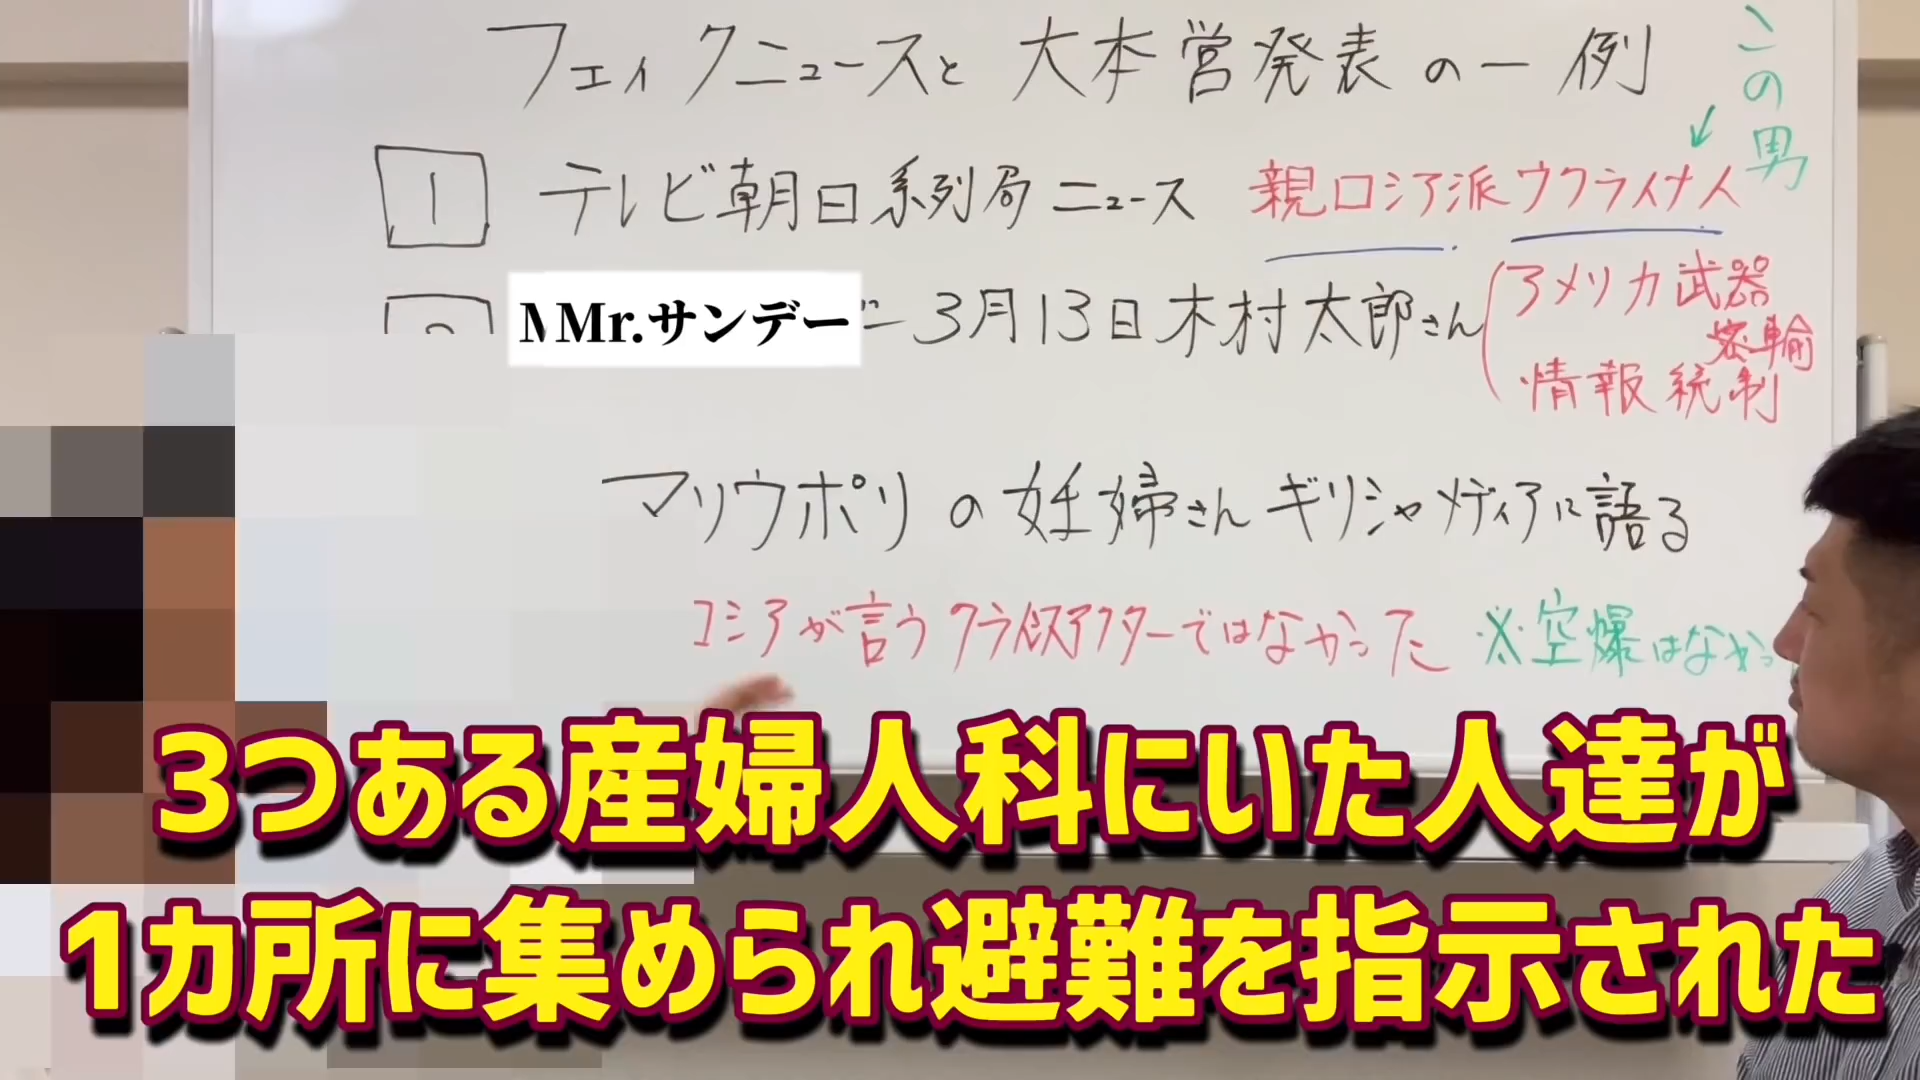 フェイクニュースと大本営発表の一例
この男
1 テレビ朝日系列局ニュース 親ロシア派ウクライナ人
Mr.サンデー 3月13日木村太郎さん
アメリカ武器
密輸
情報統制
マリウポリの妊婦さんギリシャメディアに語る
が言う クライシスアクターではなかった ※空爆はなかっ
3つある産婦人科にいた人達が
1カ所に集められ避難を指示された